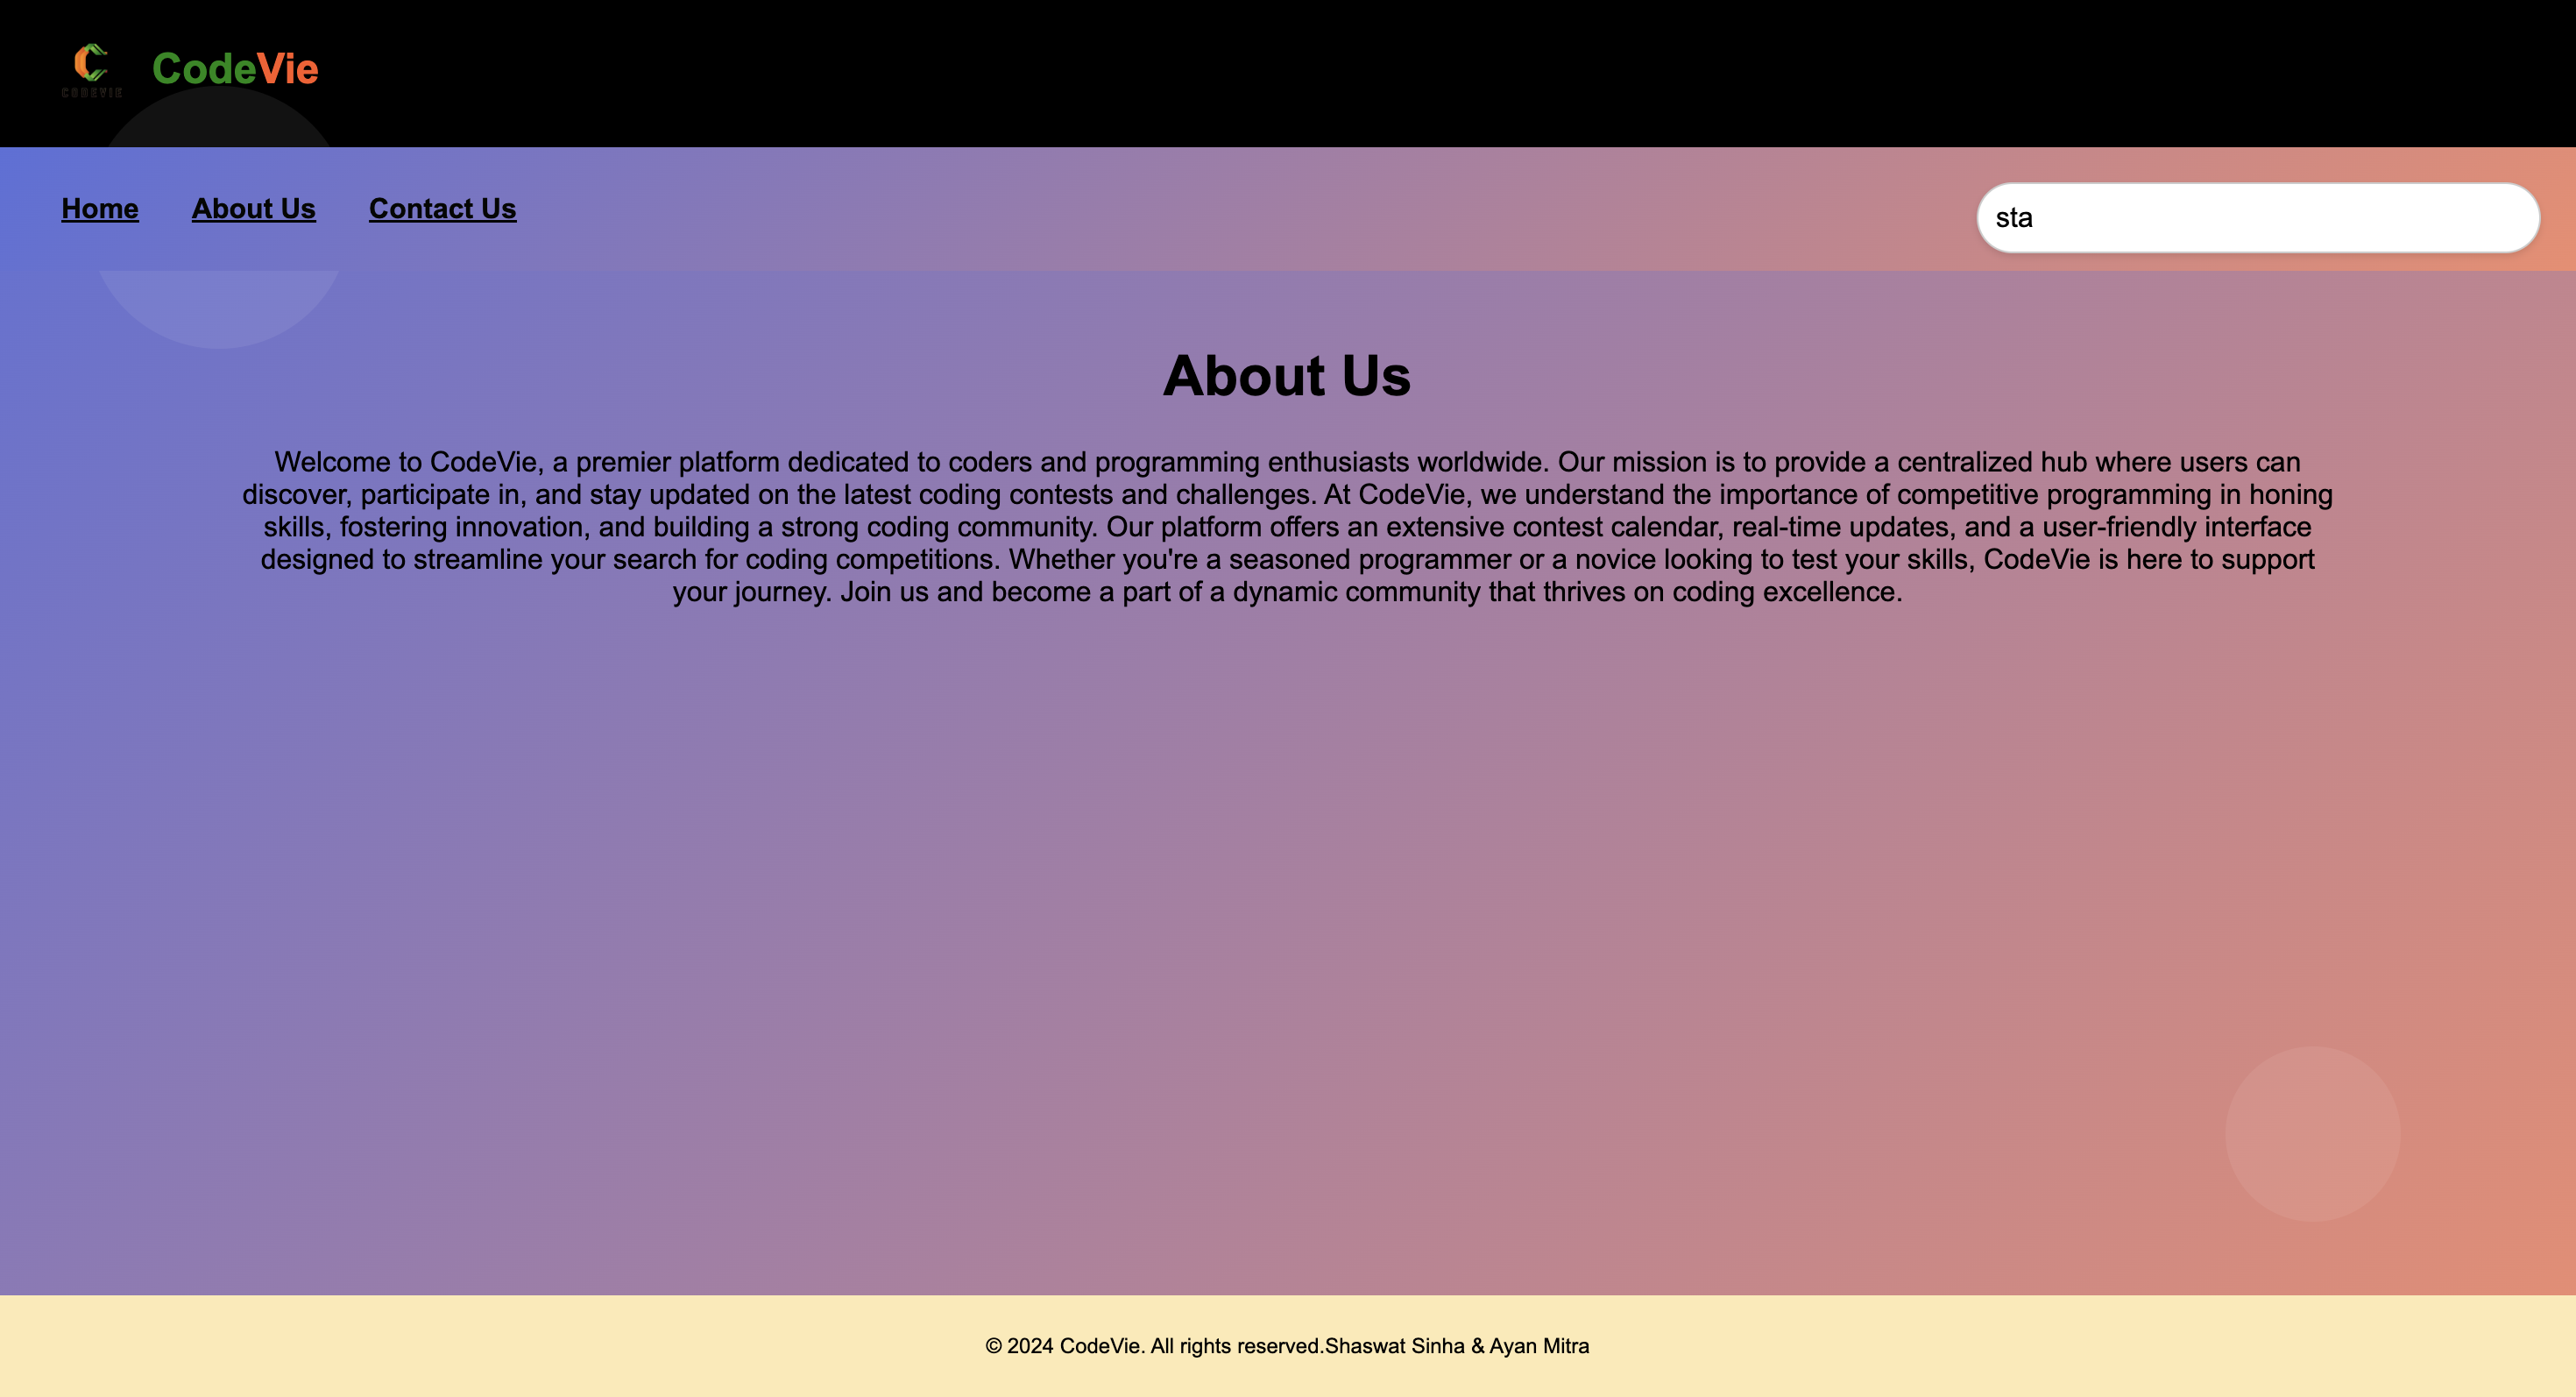 CODEVIE
CodeVie
Home About Us Contact Us
sta
About Us
Welcome to CodeVie, a premier platform dedicated to coders and programming enthusiasts worldwide. Our mission is to provide a centralized hub where users can
discover, participate in, and stay updated on the latest coding contests and challenges. At CodeVie, we understand the importance of competitive programming in honing
skills, fostering innovation, and building a strong coding community. Our platform offers an extensive contest calendar, real-time updates, and a user-friendly interface
designed to streamline your search for coding competitions. Whether you're a seasoned programmer or a novice looking to test your skills, CodeVie is here to support
your journey. Join us and become a part of a dynamic community that thrives on coding excellence.
© 2024 CodeVie. All rights reserved.Shaswat Sinha & Ayan Mitra